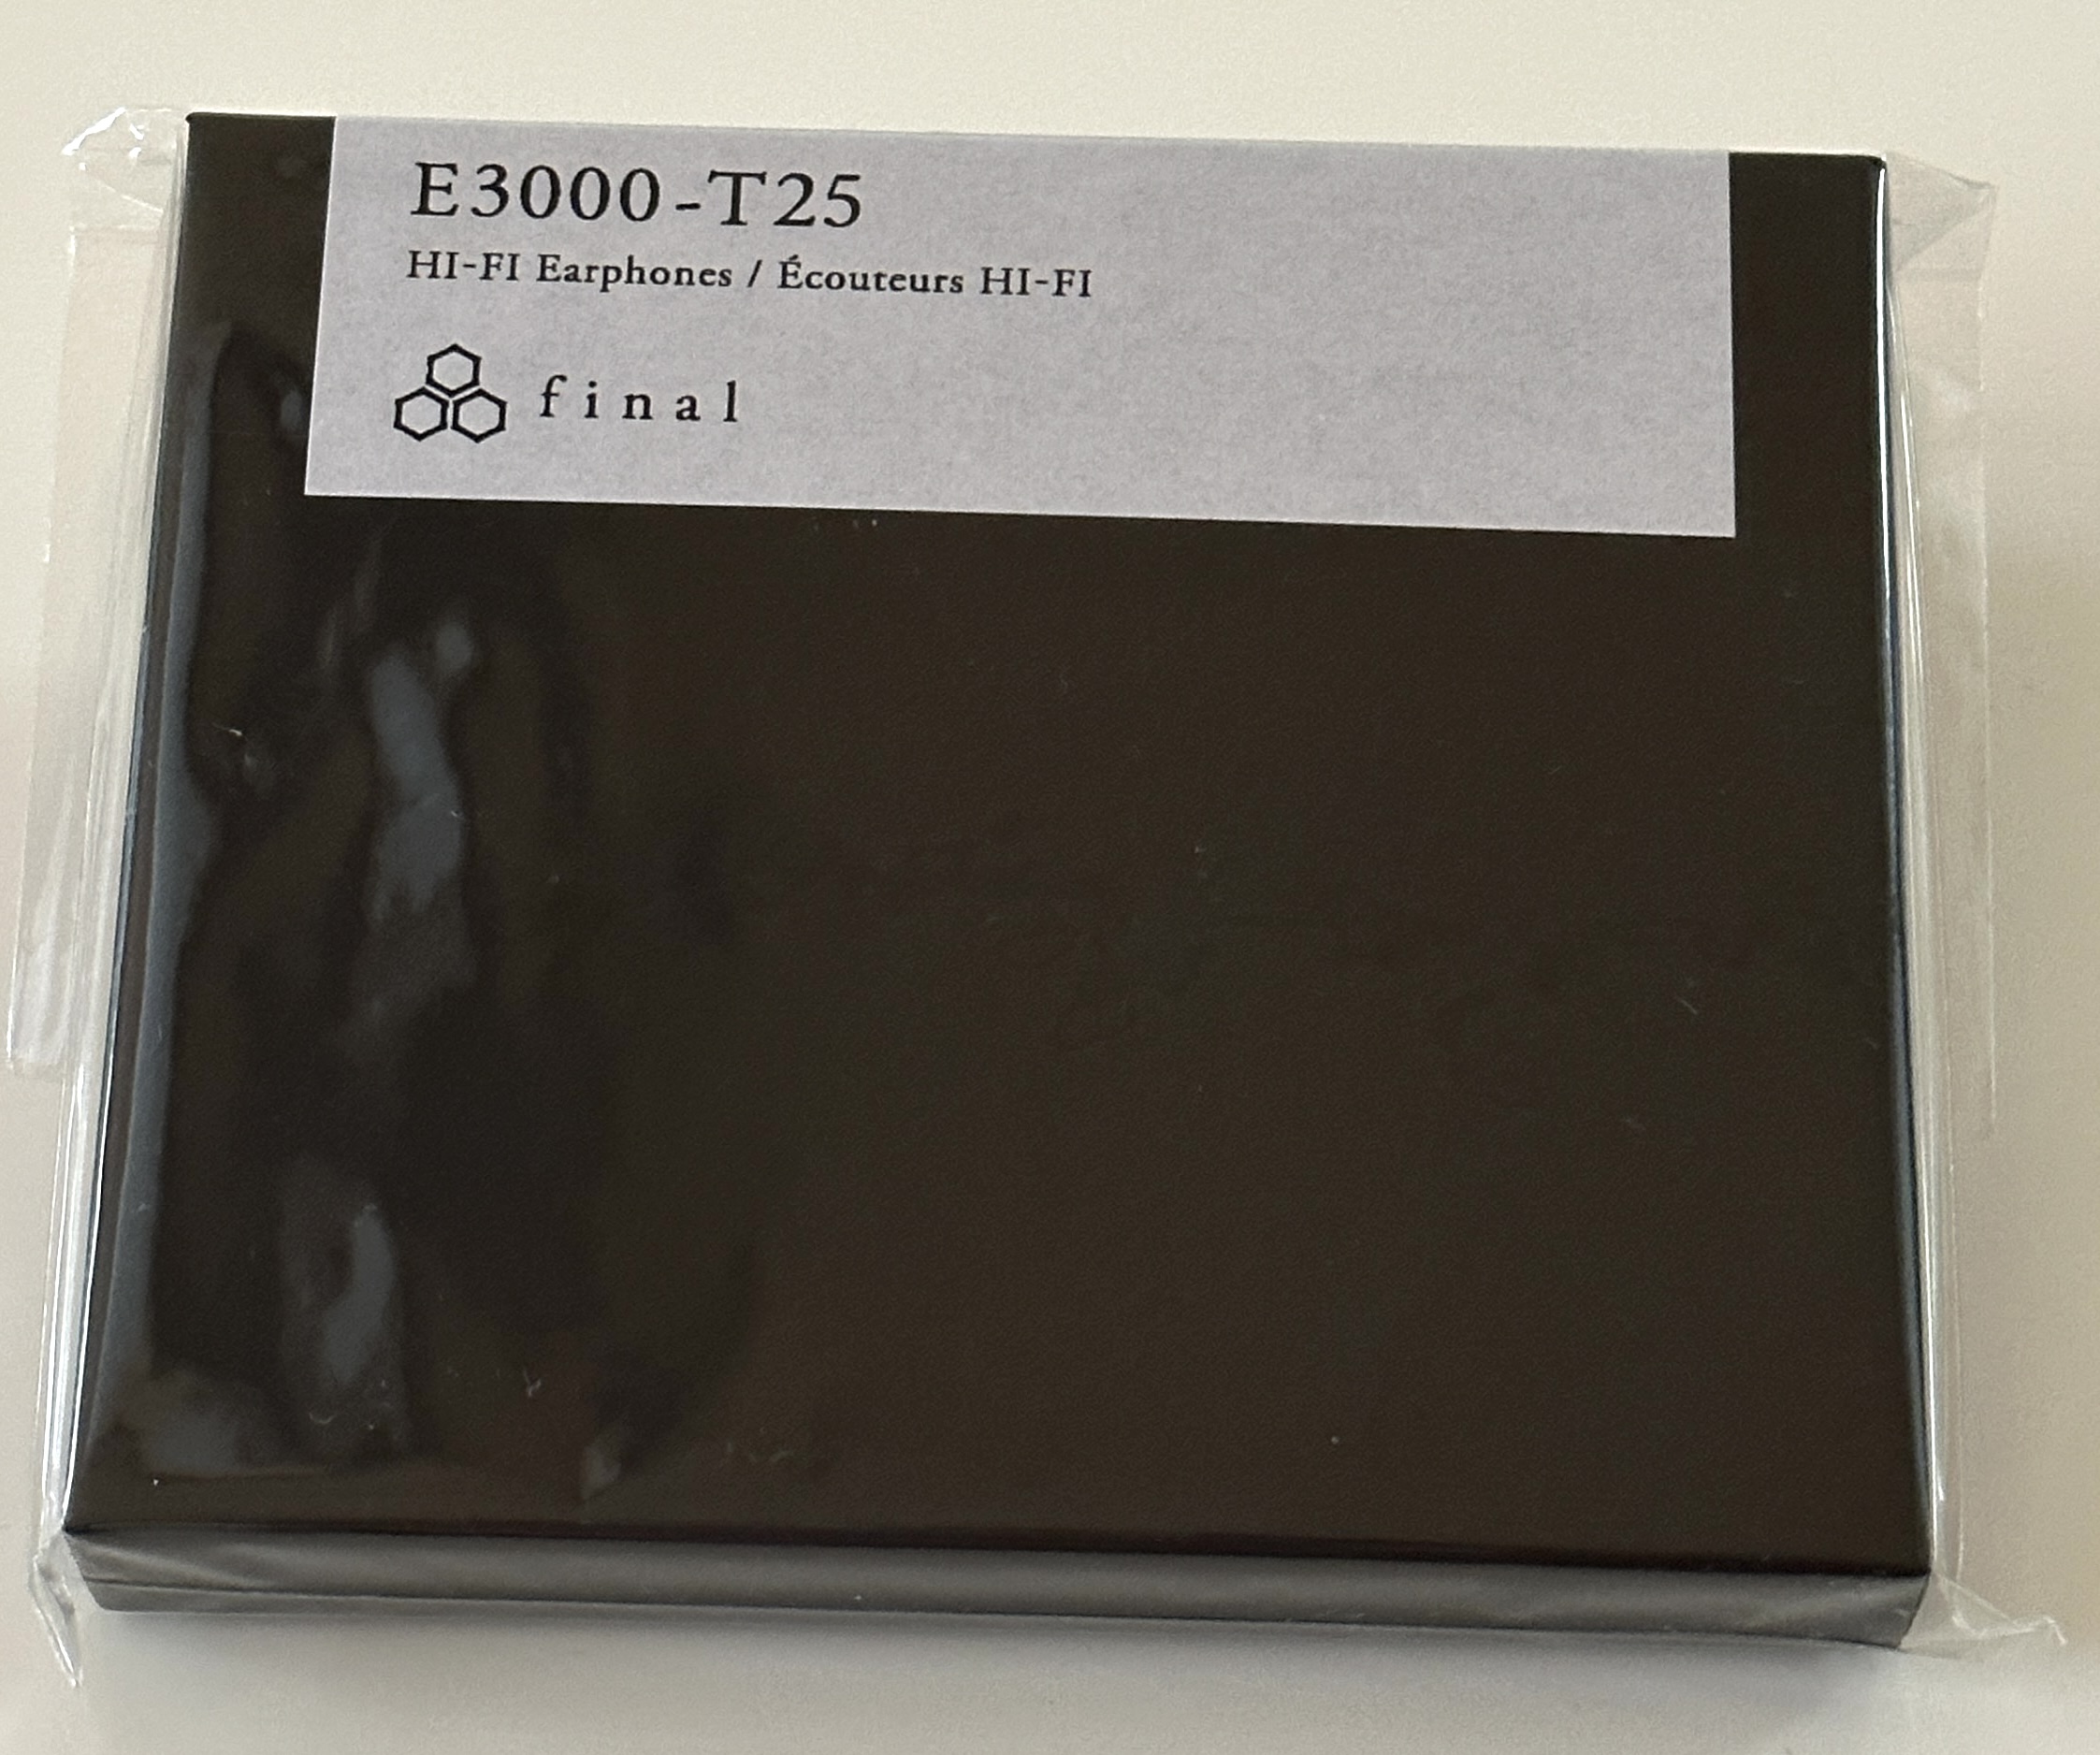 E3000-T25
HI-FI Earphones / Écouteurs HI-FI
final